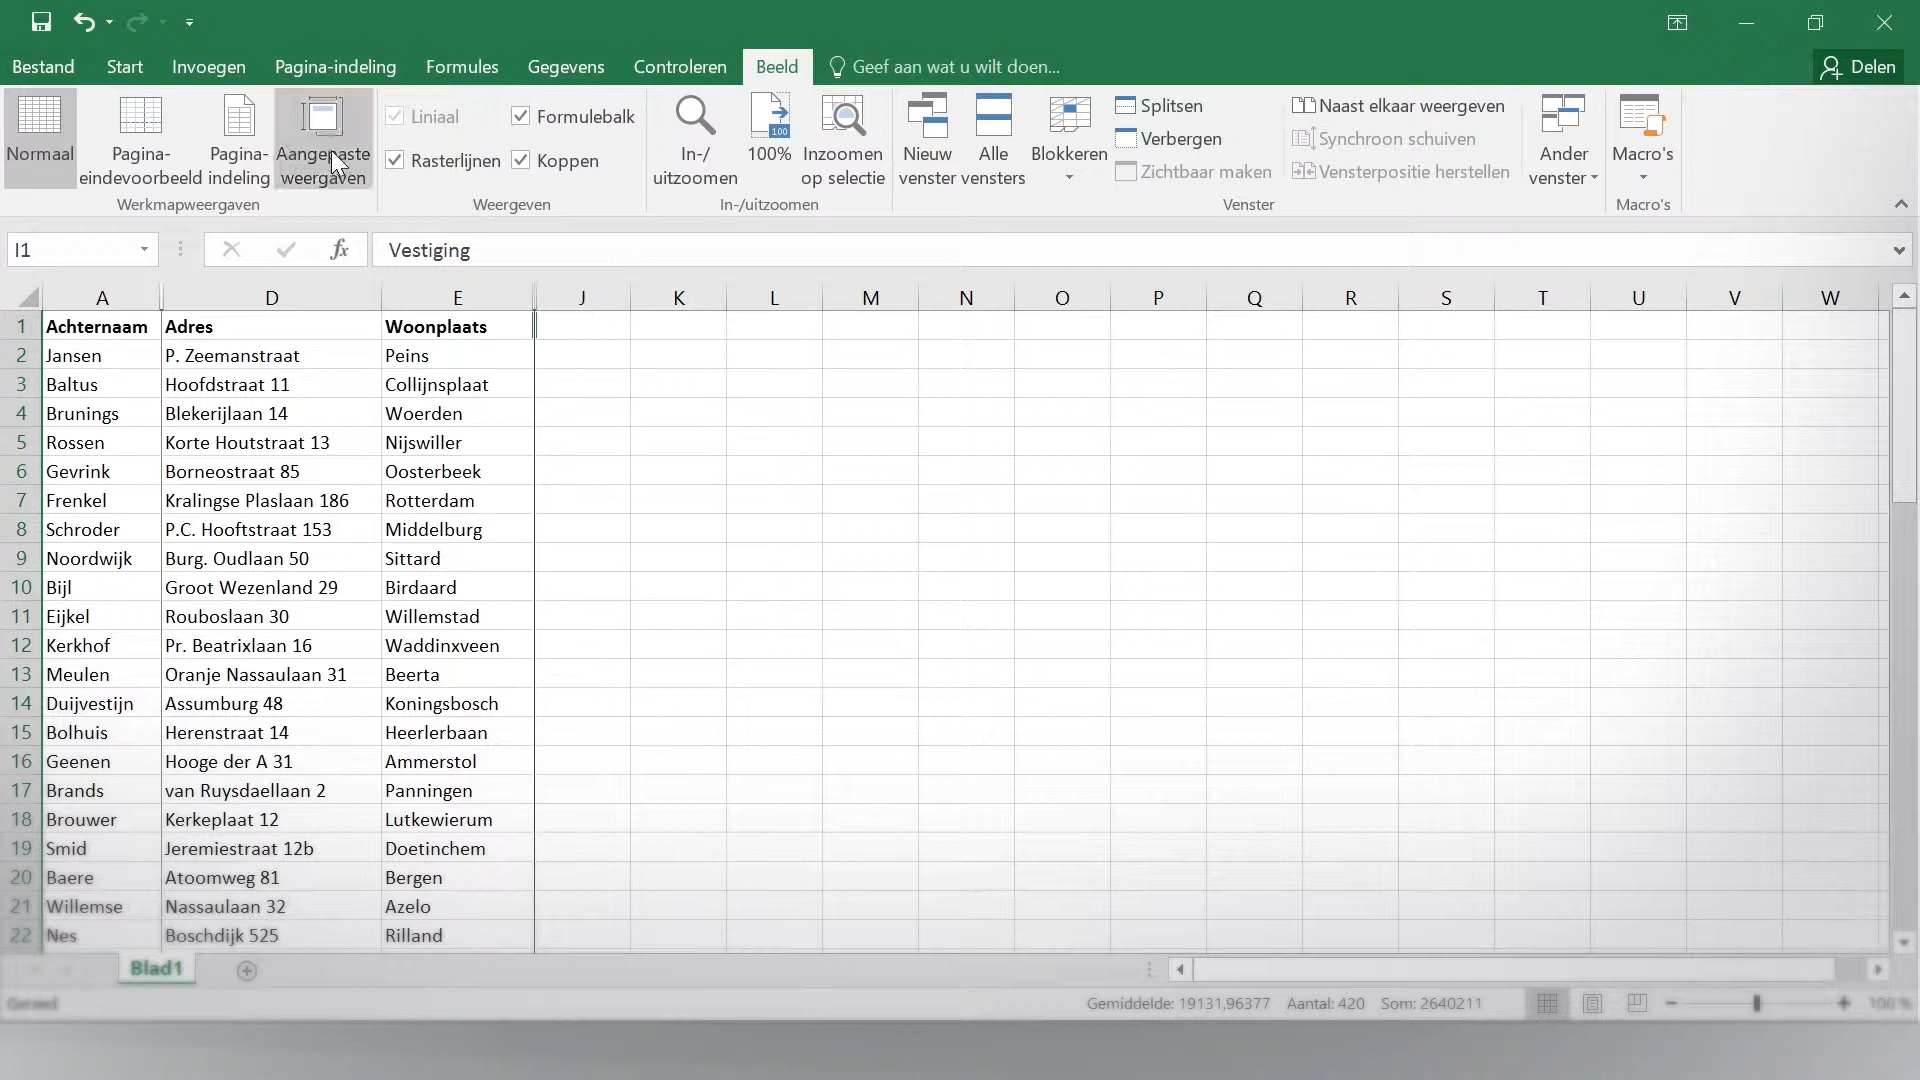 Bestand Start Invoegen Pagina-indeling Formules Gegevens Controleren Beeld Geef aan wat u wilt doen... Delen
Normaal Pagina-eindevoorbeeld Pagina-indeling Aangepaste weergaven
Werkmapweergaven
Liniaal Formulebalk
Rasterlijnen Koppen
Weergeven
In-/uitzoomen 100% Inzoomen op selectie
100
In-/uitzoomen
Nieuw venster Alle vensters Blokkeren
Splitsen Naast elkaar weergeven
Verbergen Synchroon schuiven
Zichtbaar maken Vensterpositie herstellen
Ander venster
Venster
Macro's
Macro's
I1 fx Vestiging
A D E J K L M N O P Q R S T U V W
1 Achternaam Adres Woonplaats
2 Jansen P. Zeemanstraat Peins
3 Baltus Hoofdstraat 11 Collijnsplaat
4 Brunings Blekerijlaan 14 Woerden
5 Rossen Korte Houtstraat 13 Nijswiller
6 Gevrink Borneostraat 85 Oosterbeek
7 Frenkel Kralingse Plaslaan 186 Rotterdam
8 Schroder P.C. Hooftstraat 153 Middelburg
9 Noordwijk Burg. Oudlaan 50 Sittard
10 Bijl Groot Wezenland 29 Birdaard
11 Eijkel Rouboslaan 30 Willemstad
12 Kerkhof Pr. Beatrixlaan 16 Waddinxveen
13 Meulen Oranje Nassaulaan 31 Beerta
14 Duijvestijn Assumburg 48 Koningsbosch
15 Bolhuis Herenstraat 14 Heerlerbaan
16 Geenen Hooge der A 31 Ammerstol
17 Brands van Ruysdaellaan 2 Panningen
18 Brouwer Kerkeplaat 12 Lutkewierum
19 Smid Jeremiestraat 12b Doetinchem
20 Baere Atoomweg 81 Bergen
21 Willemse Nassaulaan 32 Azelo
22 Nes Boschdijk 525 Rilland
Blad1
Gereed Gemiddelde: 19131,96377 Aantal: 420 Som: 2640211 100 %